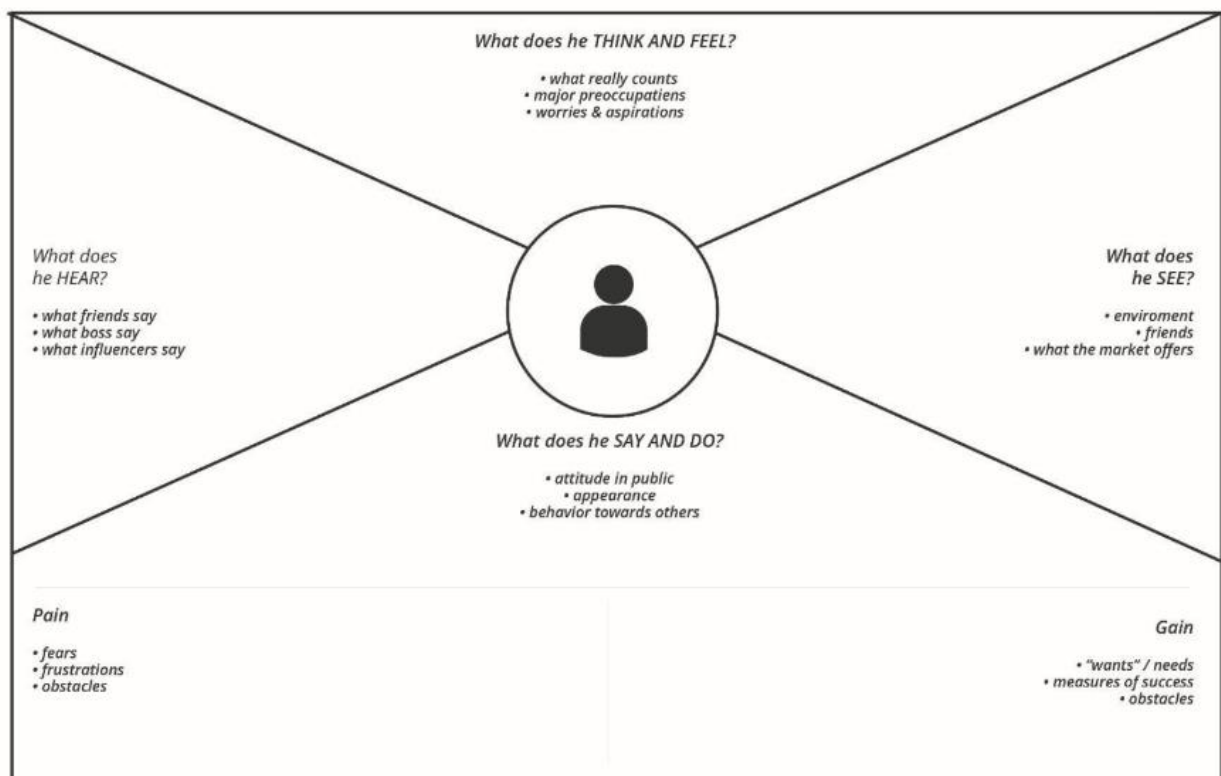 What does he THINK AND FEEL?
• what really counts
• major preoccupatiens
• worries & aspirations
What does
he HEAR?
• what friends say
• what boss say
• what influencers say
What does
he SEE?
• enviroment
• friends
• what the market offers
What does he SAY AND DO?
• attitude in public
• appearance
• behavior towards others
Pain
• fears
• frustrations
• obstacles
Gain
• "wants" / needs
• measures of success
• obstacles